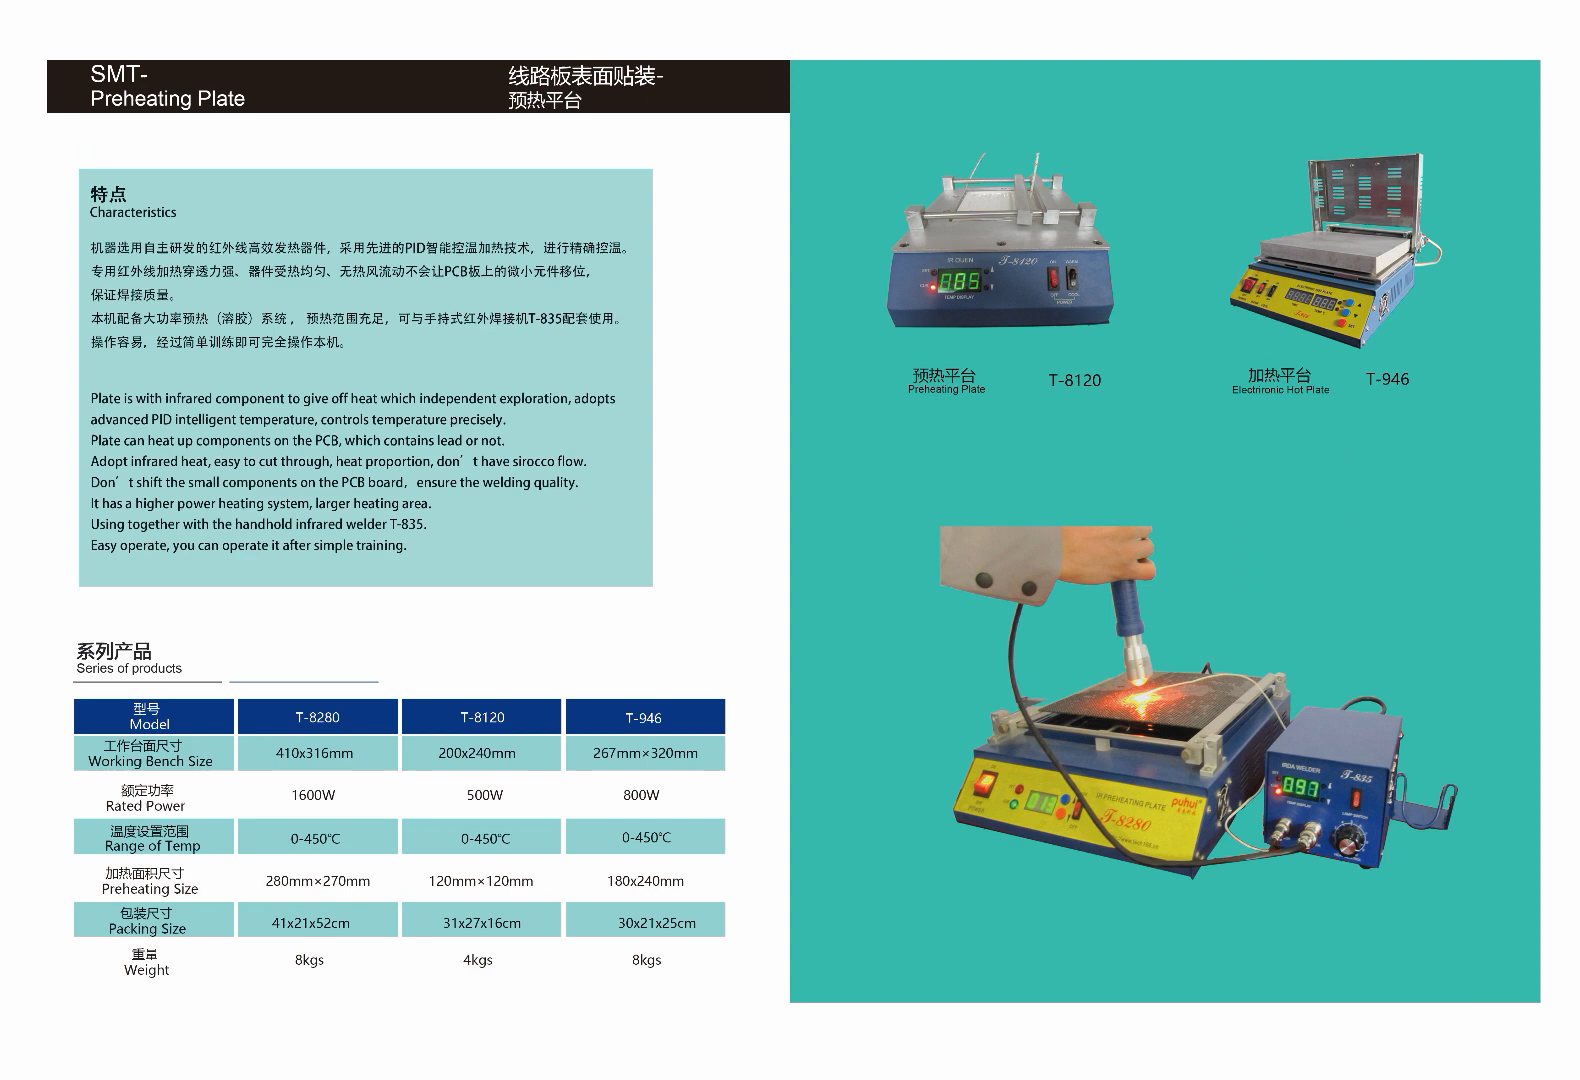 SMT-
Preheating Plate
线路板表面贴装-
预热平台
特点
Characteristics
机器选用自主研发的红外线高效发热器件，采用先进的PID智能控温加热技术，进行精确控温。
专用红外线加热穿透力强、器件受热均匀、无热风流动不会让PCB板上的微小元件移位，
保证焊接质量。
本机配备大功率预热（溶胶）系统， 预热范围充足，可与手持式红外焊接机T-835配套使用。
操作容易，经过简单训练即可完全操作本机。
Plate is with infrared component to give off heat which independent exploration, adopts
advanced PID intelligent temperature, controls temperature precisely.
Plate can heat up components on the PCB, which contains lead or not.
Adopt infrared heat, easy to cut through, heat proportion, don’ t have sirocco flow.
Don’ t shift the small components on the PCB board， ensure the welding quality.
It has a higher power heating system, larger heating area.
Using together with the handhold infrared welder T-835.
Easy operate, you can operate it after simple training.
系列产品
Series of products
型号 Model T-8280 T-8120 T-946
工作台面尺寸 Working Bench Size 410x316mm 200x240mm 267mm×320mm
额定功率 Rated Power 1600W 500W 800W
温度设置范围 Range of Temp 0-450℃ 0-450℃ 0-450℃
加热面积尺寸 Preheating Size 280mm×270mm 120mm×120mm 180x240mm
包装尺寸 Packing Size 41x21x52cm 31x27x16cm 30x21x25cm
重量 Weight 8kgs 4kgs 8kgs
IR OUEN T-8120
ON WARM
TEMP DISPLAY
OFF COOL
POWER
预热平台
Preheating Plate
T-8120
ELECTRONIC HOT PLATE
加热平台
Electrironic Hot Plate
T-946
IR PREHEATING PLATE
puhui
T-8280
IRDA WELDER T-835
097
TEMP DISPLAY